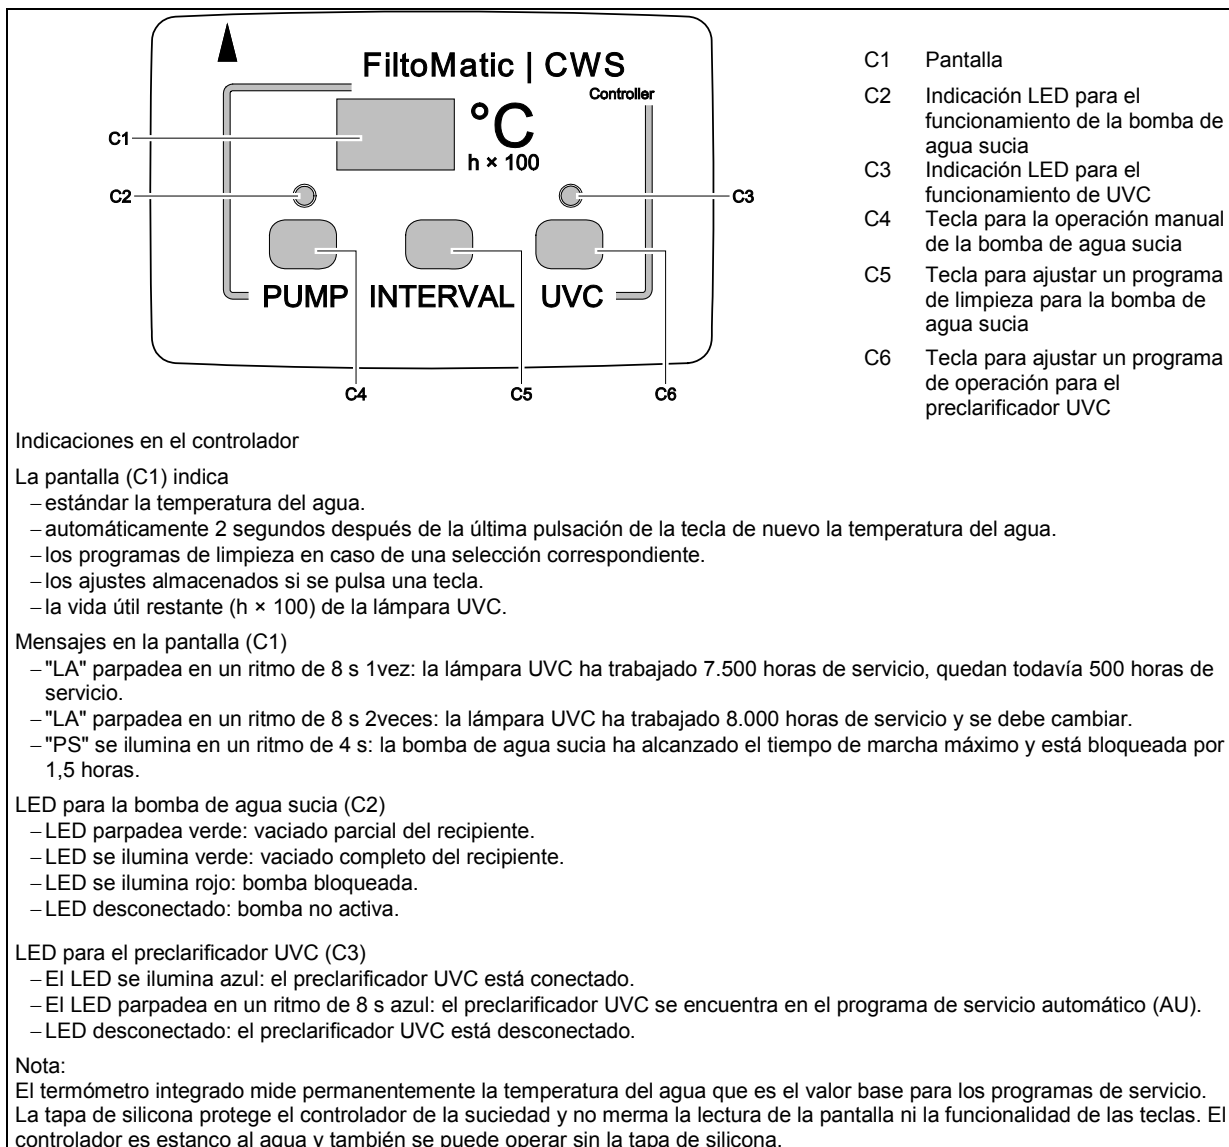 FiltoMatic | CWS
Controller
°C
h × 100
C1
C2
C3
PUMP INTERVAL UVC
C4
C5
C6
C1 Pantalla
C2 Indicación LED para el
funcionamiento de la bomba de
agua sucia
C3 Indicación LED para el
funcionamiento de UVC
C4 Tecla para la operación manual
de la bomba de agua sucia
C5 Tecla para ajustar un programa
de limpieza para la bomba de
agua sucia
C6 Tecla para ajustar un programa
de operación para el
preclarificador UVC
Indicaciones en el controlador
La pantalla (C1) indica
– estándar la temperatura del agua.
– automáticamente 2 segundos después de la última pulsación de la tecla de nuevo la temperatura del agua.
– los programas de limpieza en caso de una selección correspondiente.
– los ajustes almacenados si se pulsa una tecla.
– la vida útil restante (h × 100) de la lámpara UVC.
Mensajes en la pantalla (C1)
– "LA" parpadea en un ritmo de 8 s 1vez: la lámpara UVC ha trabajado 7.500 horas de servicio, quedan todavía 500 horas de
servicio.
– "LA" parpadea en un ritmo de 8 s 2veces: la lámpara UVC ha trabajado 8.000 horas de servicio y se debe cambiar.
– "PS" se ilumina en un ritmo de 4 s: la bomba de agua sucia ha alcanzado el tiempo de marcha máximo y está bloqueada por
1,5 horas.
LED para la bomba de agua sucia (C2)
– LED parpadea verde: vaciado parcial del recipiente.
– LED se ilumina verde: vaciado completo del recipiente.
– LED se ilumina rojo: bomba bloqueada.
– LED desconectado: bomba no activa.
LED para el preclarificador UVC (C3)
– El LED se ilumina azul: el preclarificador UVC está conectado.
– El LED parpadea en un ritmo de 8 s azul: el preclarificador UVC se encuentra en el programa de servicio automático (AU).
– LED desconectado: el preclarificador UVC está desconectado.
Nota:
El termómetro integrado mide permanentemente la temperatura del agua que es el valor base para los programas de servicio.
La tapa de silicona protege el controlador de la suciedad y no merma la lectura de la pantalla ni la funcionalidad de las teclas. El
controlador es estanco al agua y también se puede operar sin la tapa de silicona.